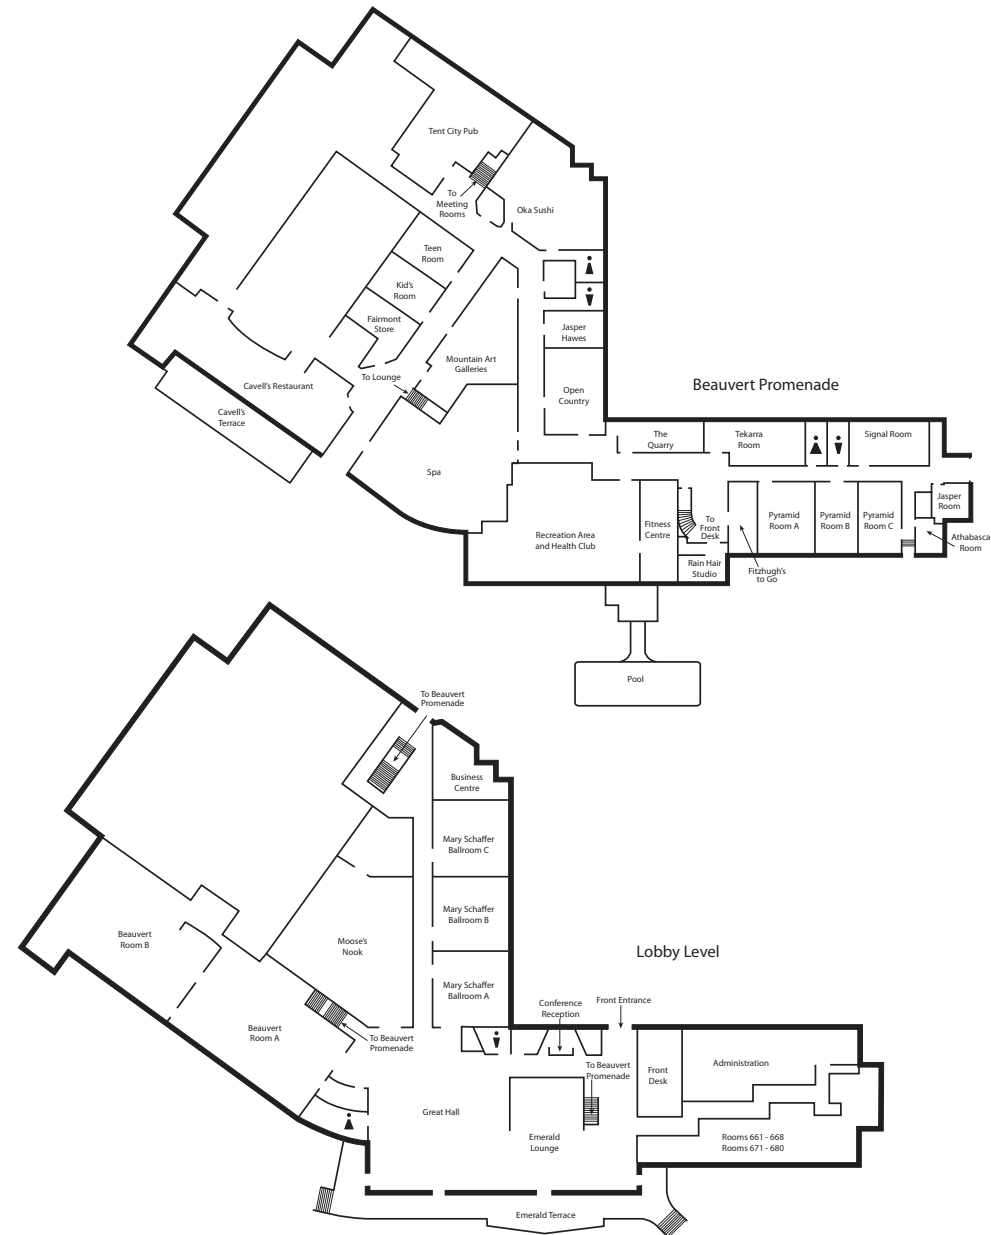 Tent City Pub
To
Meeting
Rooms
Oka Sushi
Teen
Room
Kid's
Room
Fairmont
Store
Jasper
Hawes
Mountain Art
Galleries
To Lounge
Cavell's Restaurant
Cavell's
Terrace
Open
Country
Beauvert Promenade
The
Quarry
Tekarra
Room
Signal Room
Spa
Recreation Area
and Health Club
Fitness
Centre
To
Front
Desk
Pyramid
Room A
Pyramid
Room B
Pyramid
Room C
Jasper
Room
Athabasca
Room
Rain Hair
Studio
Fitzhugh's
to Go
Pool
To Beauvert
Promenade
Business
Centre
Mary Schaffer
Ballroom C
Mary Schaffer
Ballroom B
Beauvert
Room B
Moose's
Nook
Lobby Level
Mary Schaffer
Ballroom A
Conference
Reception
Front Entrance
Beauvert
Room A
To Beauvert
Promenade
To Beauvert
Promenade
Front
Desk
Administration
Great Hall
Emerald
Lounge
Rooms 661 - 668
Rooms 671 - 680
Emerald Terrace